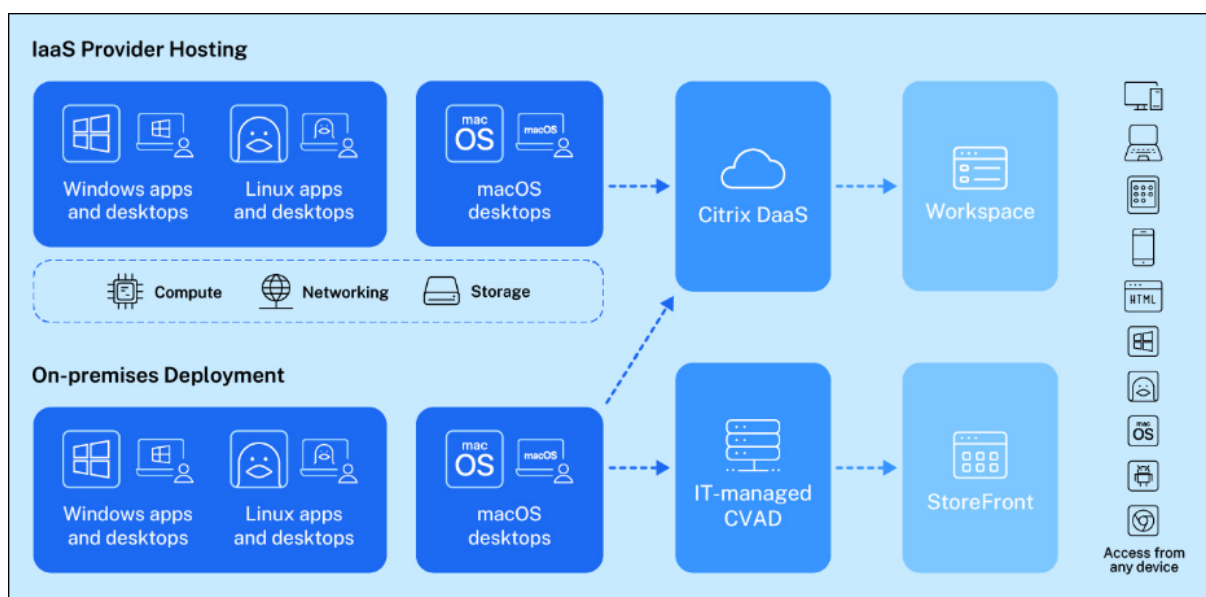 IaaS Provider Hosting
mac
OS
macOS
Windows apps
and desktops
Linux apps
and desktops
macOS
desktops
Citrix DaaS
Workspace
Compute
Networking
Storage
HTML
On-premises Deployment
mac
OS
macOS
Windows apps
and desktops
Linux apps
and desktops
macOS
desktops
IT-managed
CVAD
StoreFront
mac
OS
Access from
any device